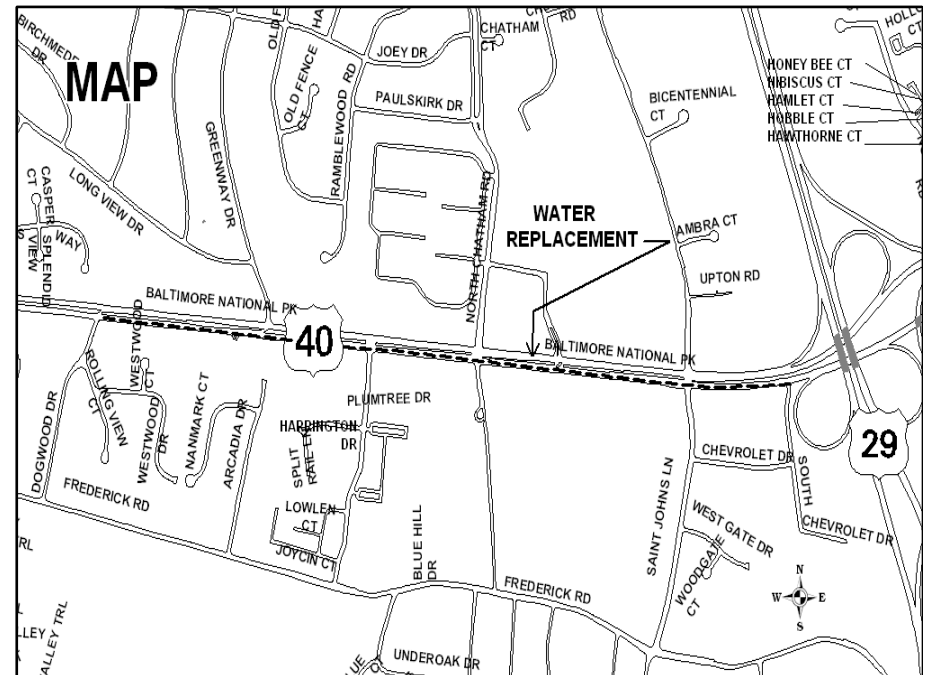 MAP
BIRCHMEDE
DR
OLD FENCE
CT
JOEY DR
CHATHAM
CT
RD
HOLLO
CT
PAULSKIRK DR
BICENTENNIAL
CT
HONEY BEE CT
HIBISCUS CT
HAMLET CT
HOBBLE CT
HAWTHORNE CT
GREENWAY DR
RAMBLEWOOD RD
LONG VIEW DR
CASPER
CT
WAY
SPLENDID
VIEW
NORTH CHATHAM RD
WATER
REPLACEMENT
AMBRA CT
UPTON RD
BALTIMORE NATIONAL PK
40
BALTIMORE NATIONAL PK
ROLLING VIEW
CT
WESTWOOD
CT
WESTWOOD
DR
NANMARK CT
ARCADIA DR
DOGWOOD DR
PLUMTREE DR
HARRINGTON
DR
SPLIT
RAIL LN
29
CHEVROLET DR
SOUTH
CHEVROLET DR
FREDERICK RD
LOWLEN
CT
JOYCIN CT
BLUE HILL
DR
SAINT JOHNS LN
WEST GATE DR
WOODGATE
CT
FREDERICK RD
N
W E
S
TRL
LEY
ALLEY TRL
LUE
UNDEROAK DR